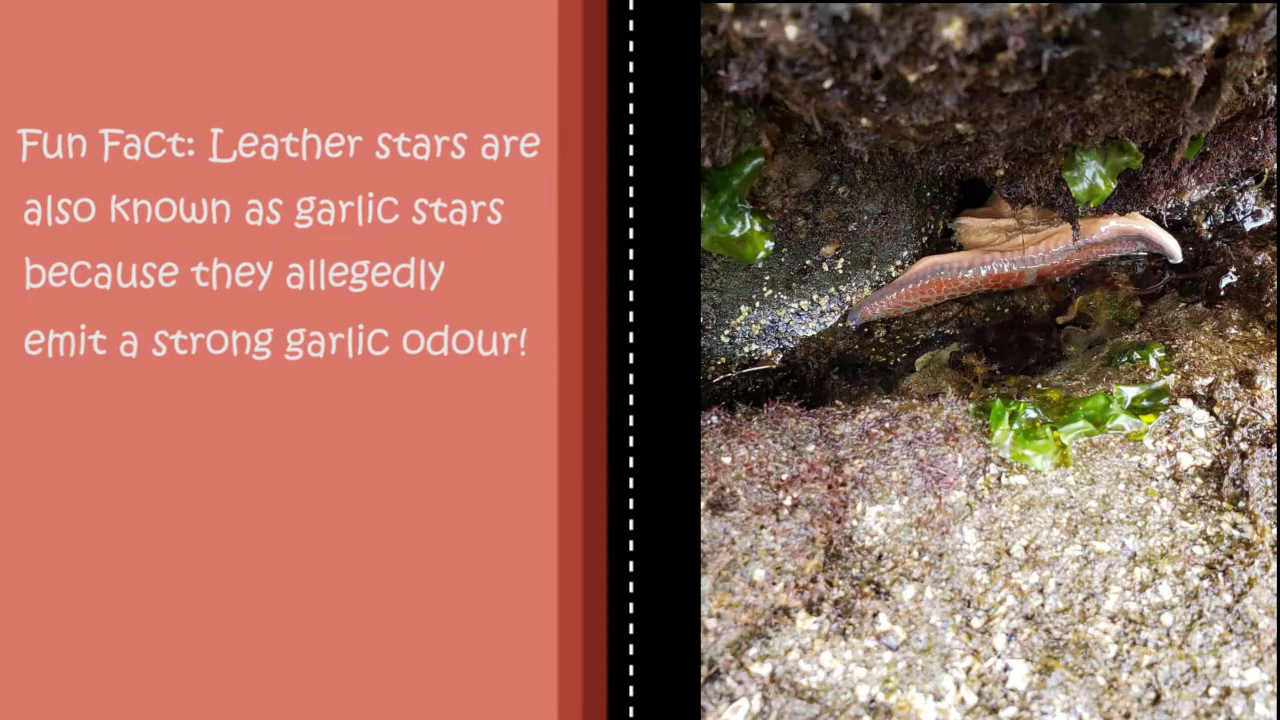 Fun Fact: Leather stars are
also known as garlic stars
because they allegedly
emit a strong garlic odour!